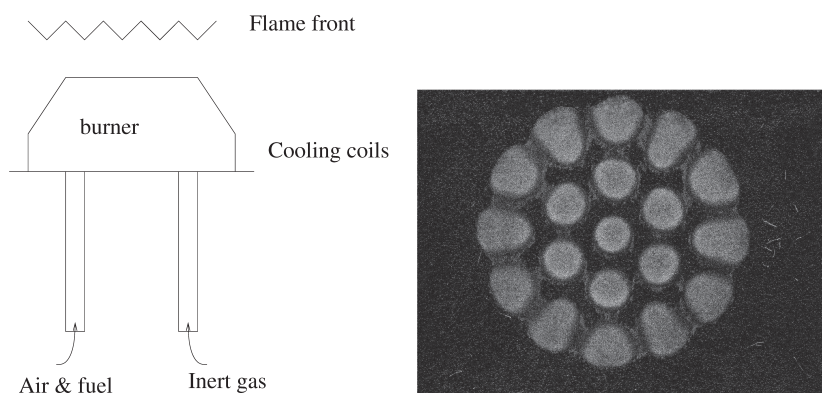 Flame front
burner
Cooling coils
Air & fuel
Inert gas